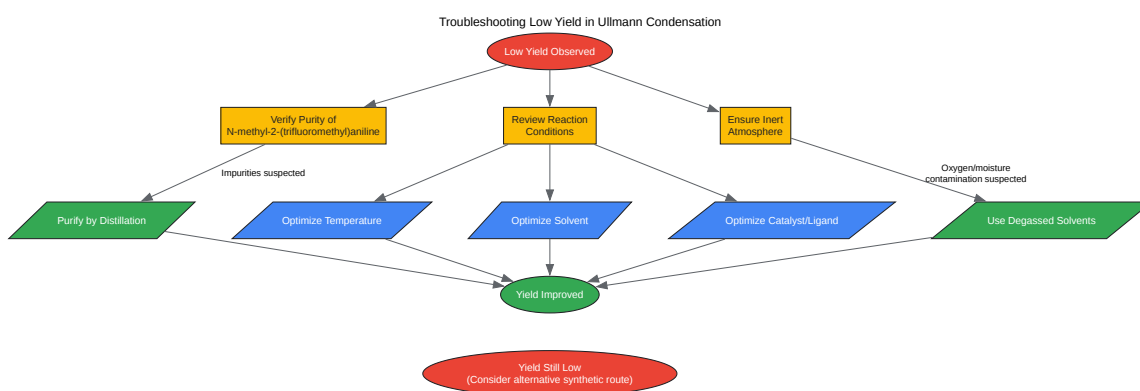 Troubleshooting Low Yield in Ullmann Condensation
Low Yield Observed
Verify Purity of
N-methyl-2-(trifluoromethyl)aniline
Review Reaction
Conditions
Ensure Inert
Atmosphere
Impurities suspected
Oxygen/moisture
contamination suspected
Purify by Distillation
Optimize Temperature
Optimize Solvent
Optimize Catalyst/Ligand
Use Degassed Solvents
Yield Improved
Yield Still Low
(Consider alternative synthetic route)